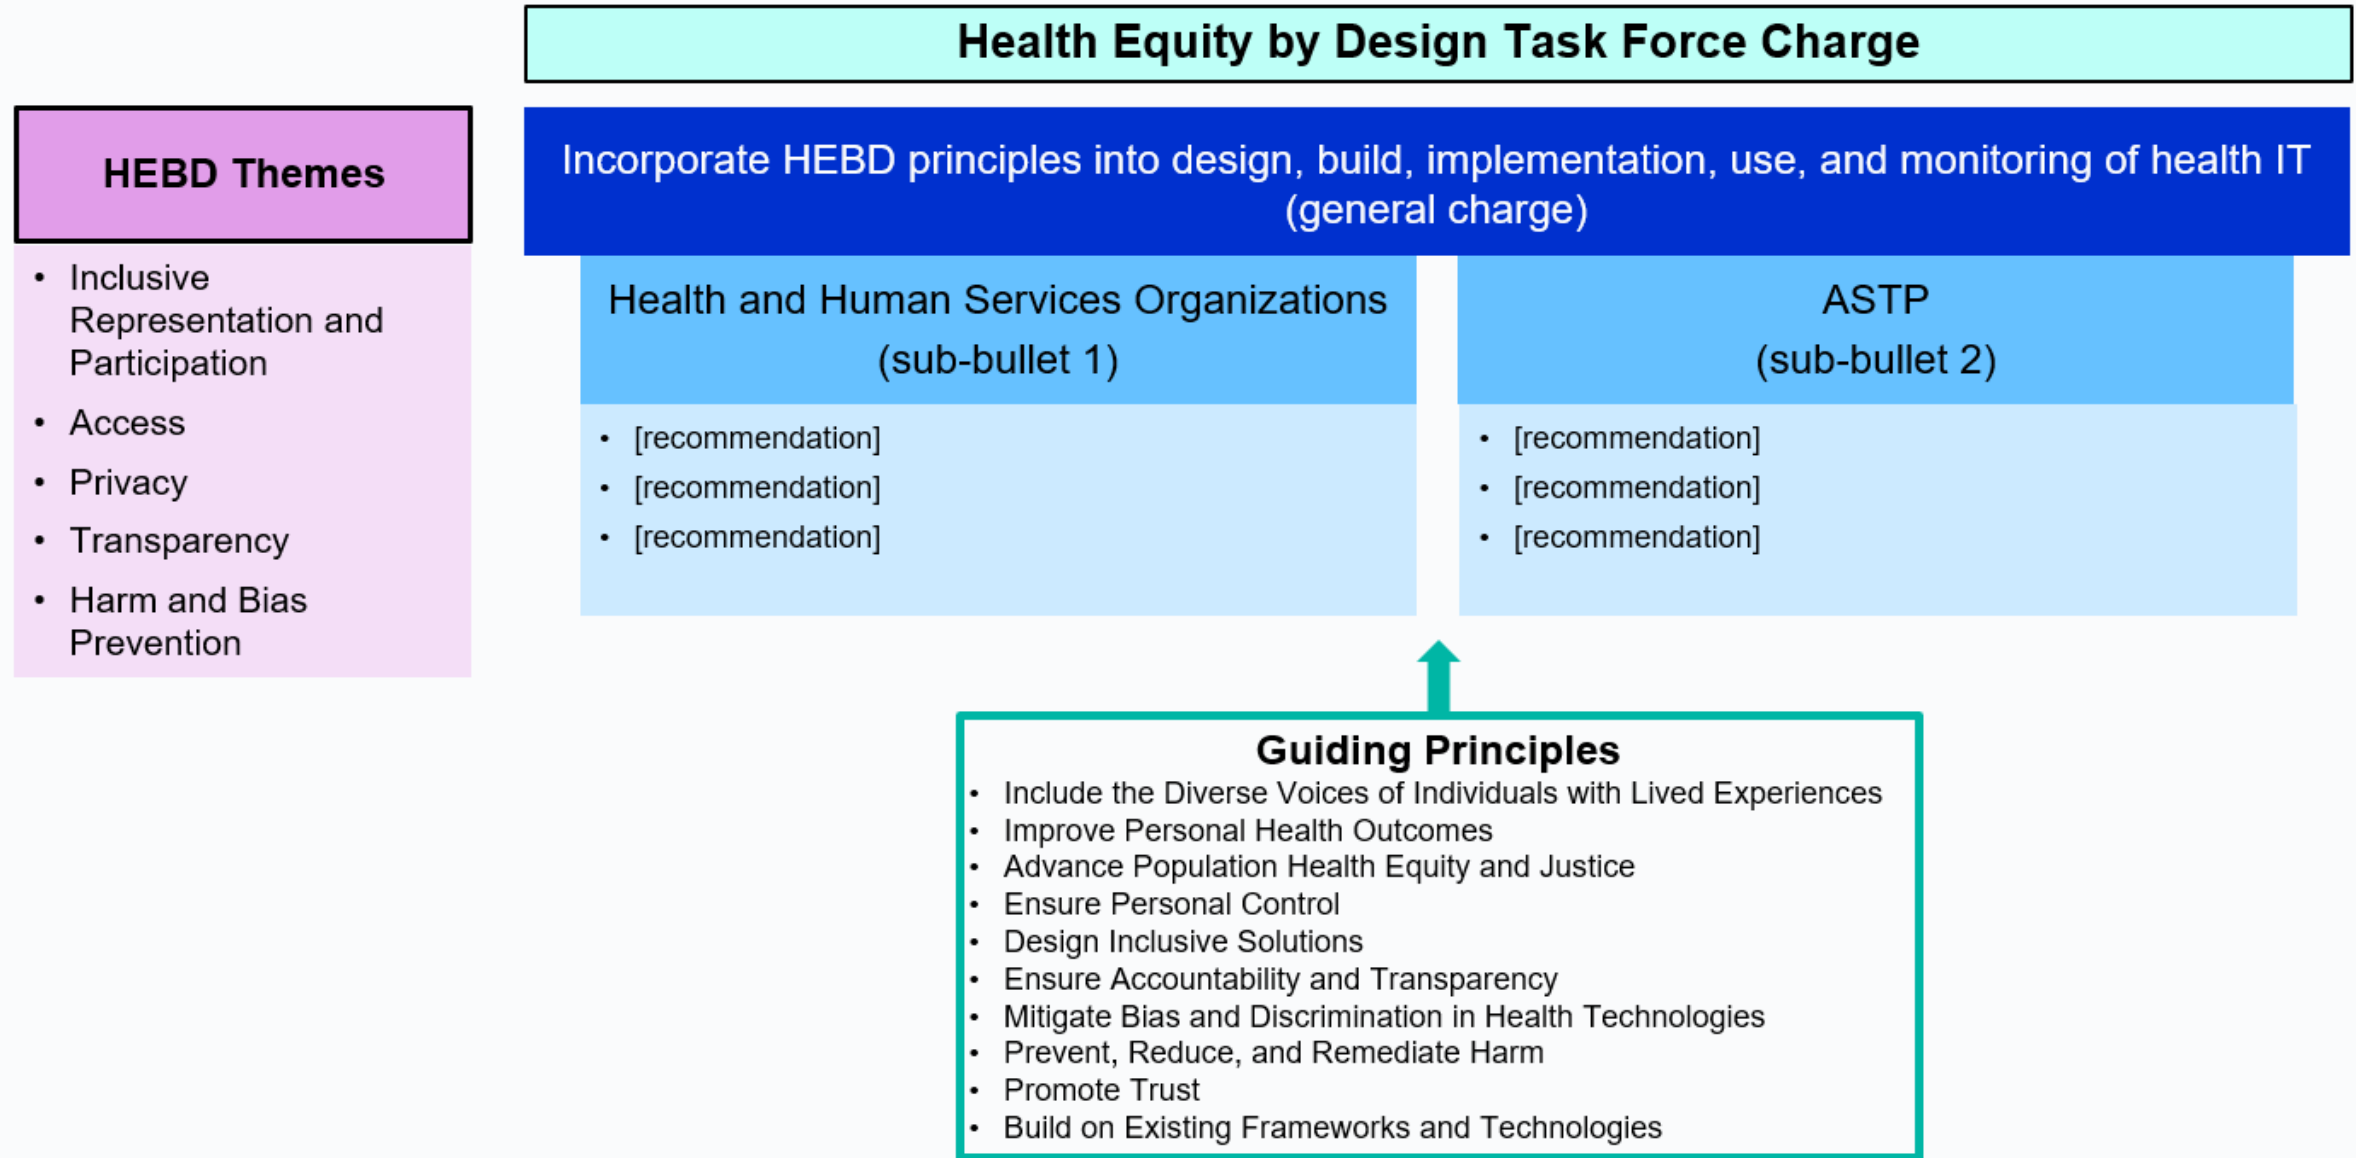 Health Equity by Design Task Force Charge
HEBD Themes
• Inclusive
Representation and
Participation
• Access
• Privacy
• Transparency
• Harm and Bias
Prevention
Incorporate HEBD principles into design, build, implementation, use, and monitoring of health IT
(general charge)
Health and Human Services Organizations
(sub-bullet 1)
• [recommendation]
• [recommendation]
• [recommendation]
ASTP
(sub-bullet 2)
• [recommendation]
• [recommendation]
• [recommendation]
Guiding Principles
• Include the Diverse Voices of Individuals with Lived Experiences
• Improve Personal Health Outcomes
• Advance Population Health Equity and Justice
• Ensure Personal Control
• Design Inclusive Solutions
• Ensure Accountability and Transparency
• Mitigate Bias and Discrimination in Health Technologies
• Prevent, Reduce, and Remediate Harm
• Promote Trust
• Build on Existing Frameworks and Technologies